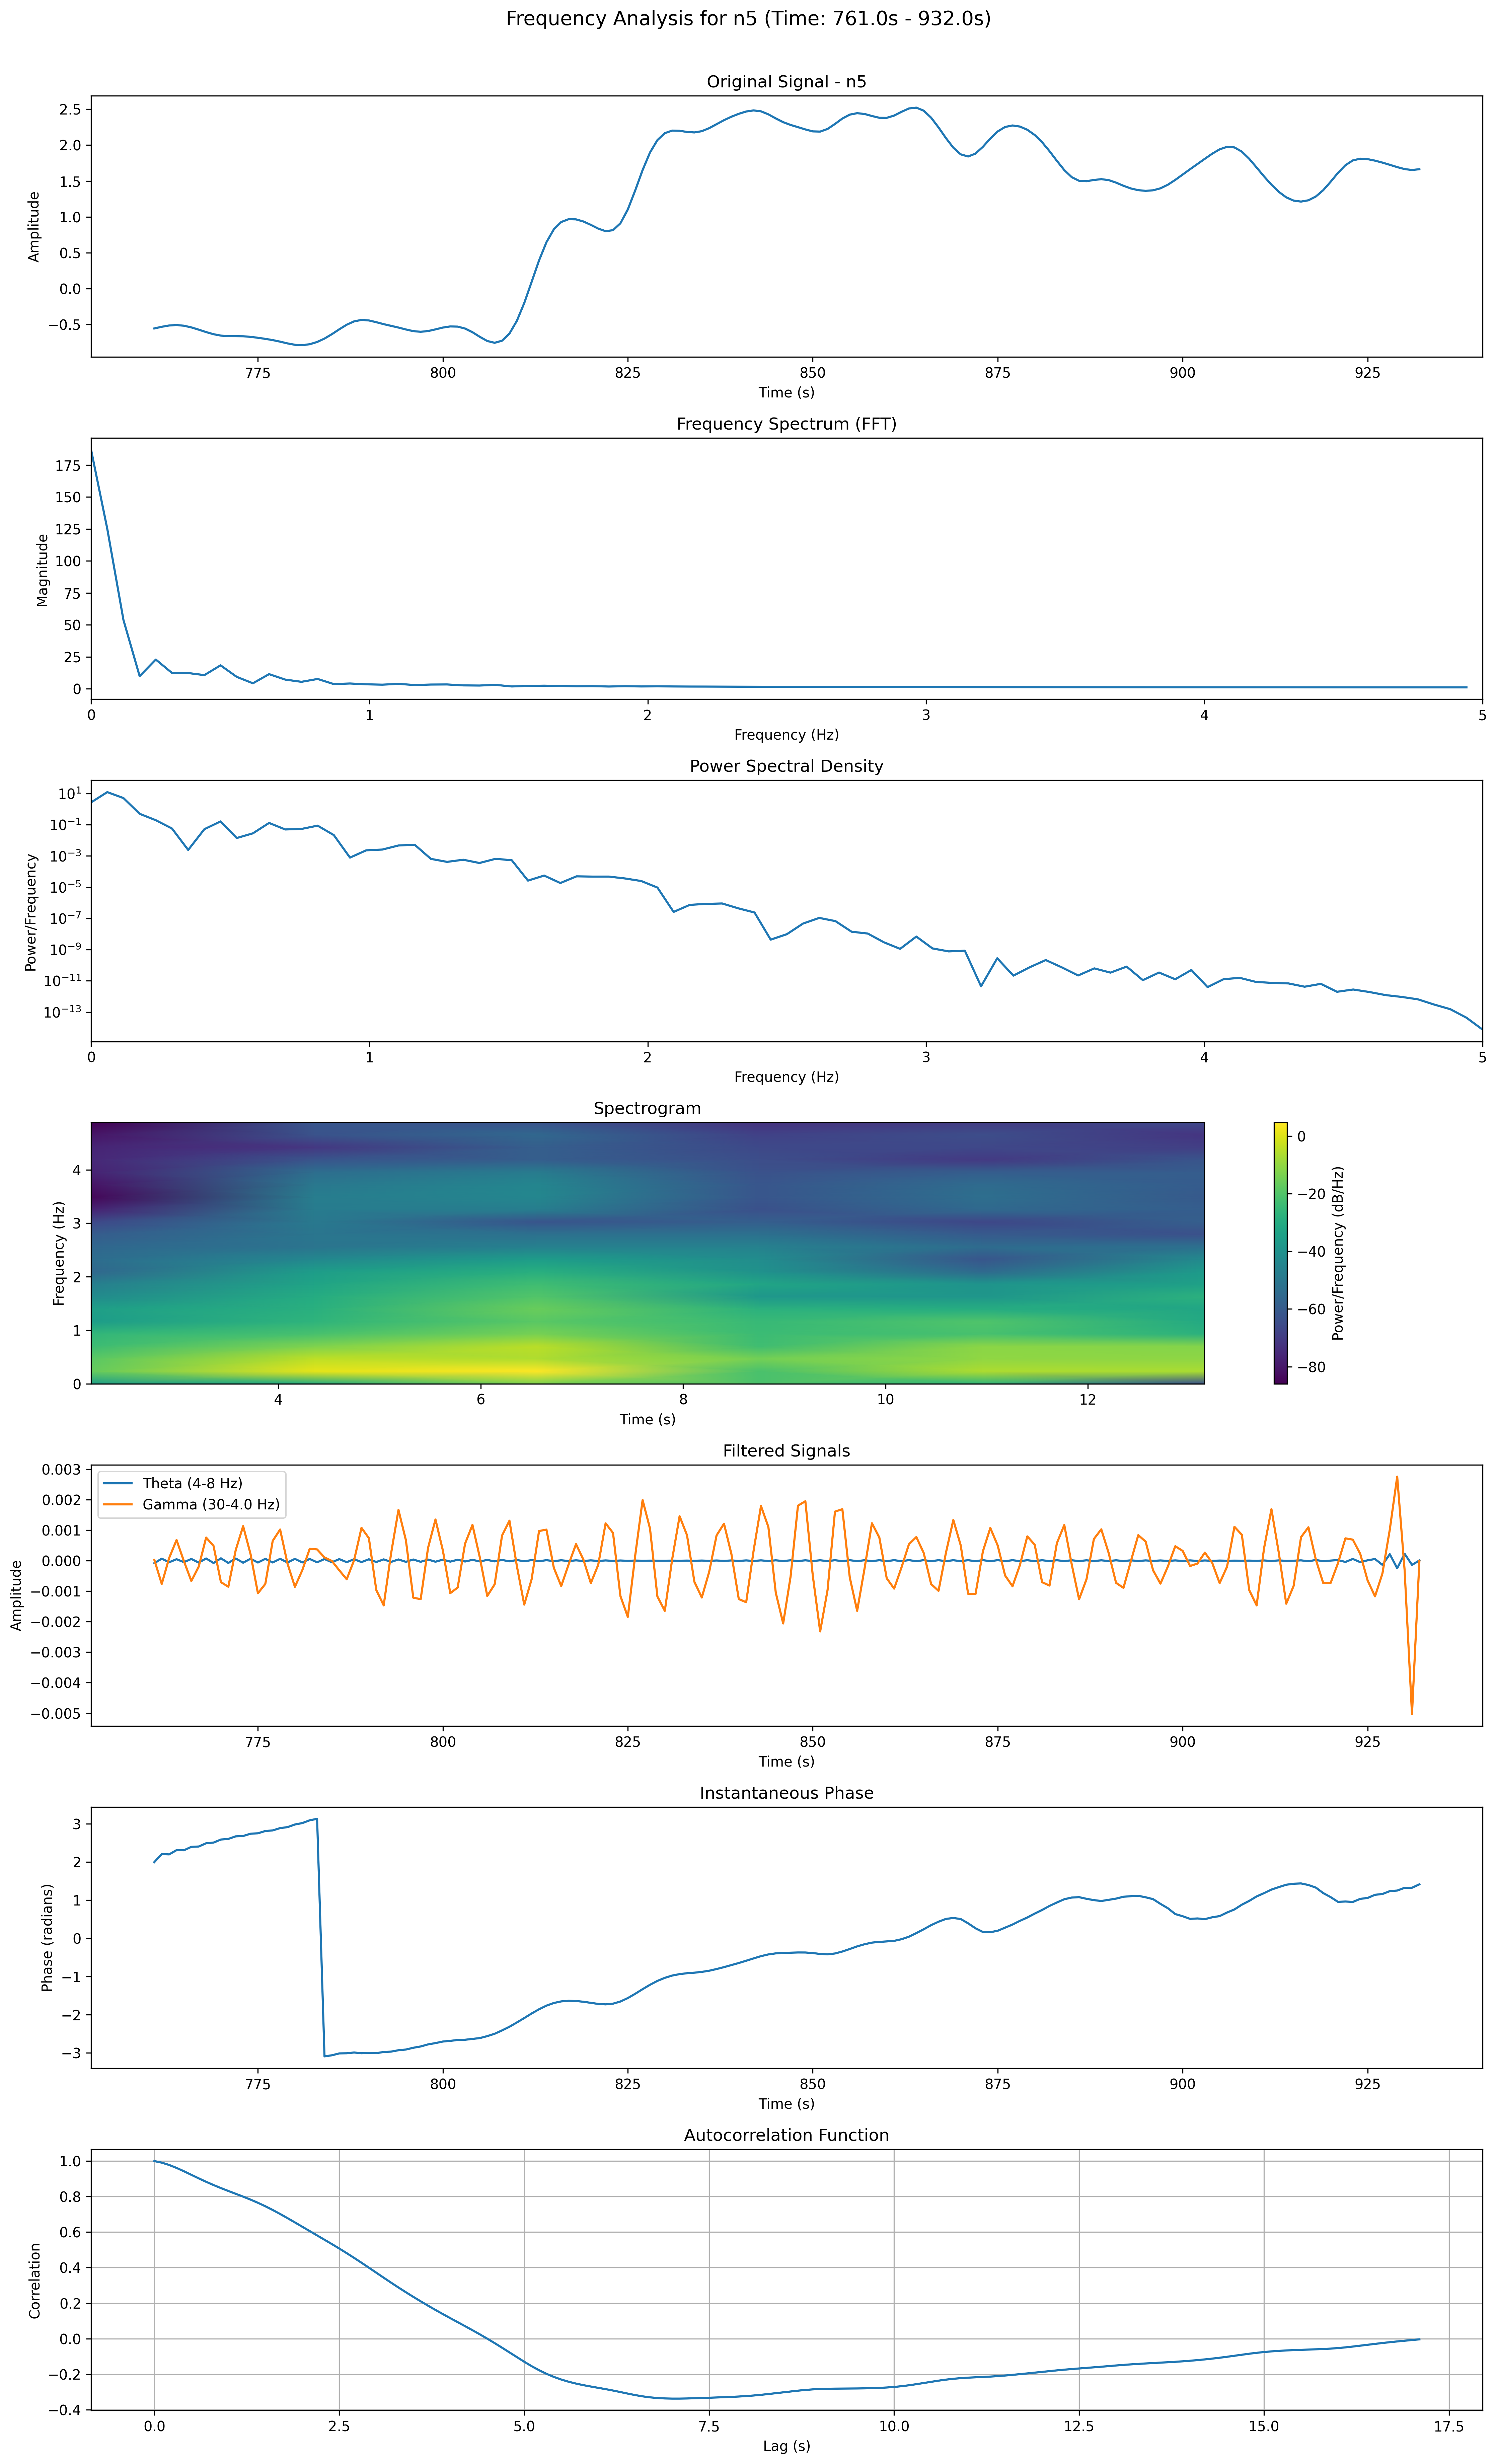 Frequency Analysis for n5 (Time: 761.0s - 932.0s)
Original Signal - n5
Amplitude
2.5
2.0
1.5
1.0
0.5
0.0
−0.5
775 800 825 850 875 900 925
Time (s)
Frequency Spectrum (FFT)
Magnitude
175
150
125
100
75
50
25
0
0 1 2 3 4 5
Frequency (Hz)
Power Spectral Density
Power/Frequency
10¹
10⁻¹
10⁻³
10⁻⁵
10⁻⁷
10⁻⁹
10⁻¹¹
10⁻¹³
0 1 2 3 4 5
Frequency (Hz)
Spectrogram
Frequency (Hz)
4
3
2
1
0
4 6 8 10 12
Time (s)
0
−20
−40
−60
−80
Power/Frequency (dB/Hz)
Filtered Signals
Theta (4-8 Hz)
Gamma (30-4.0 Hz)
Amplitude
0.003
0.002
0.001
0.000
−0.001
−0.002
−0.003
−0.004
−0.005
775 800 825 850 875 900 925
Time (s)
Instantaneous Phase
Phase (radians)
3
2
1
0
−1
−2
−3
775 800 825 850 875 900 925
Time (s)
Autocorrelation Function
Correlation
1.0
0.8
0.6
0.4
0.2
0.0
−0.2
−0.4
0.0 2.5 5.0 7.5 10.0 12.5 15.0 17.5
Lag (s)